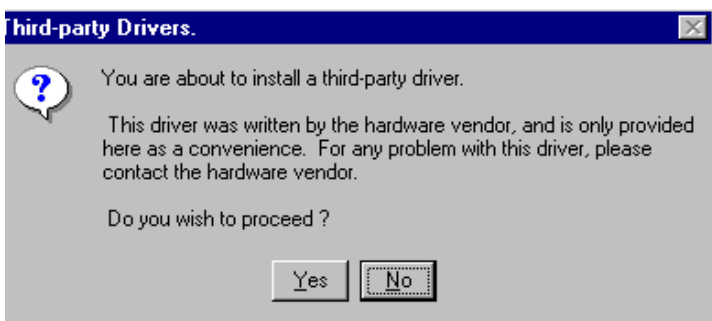 Third-party Drivers.
You are about to install a third-party driver.
This driver was written by the hardware vendor, and is only provided
here as a convenience. For any problem with this driver, please
contact the hardware vendor.
Do you wish to proceed ?
Yes No